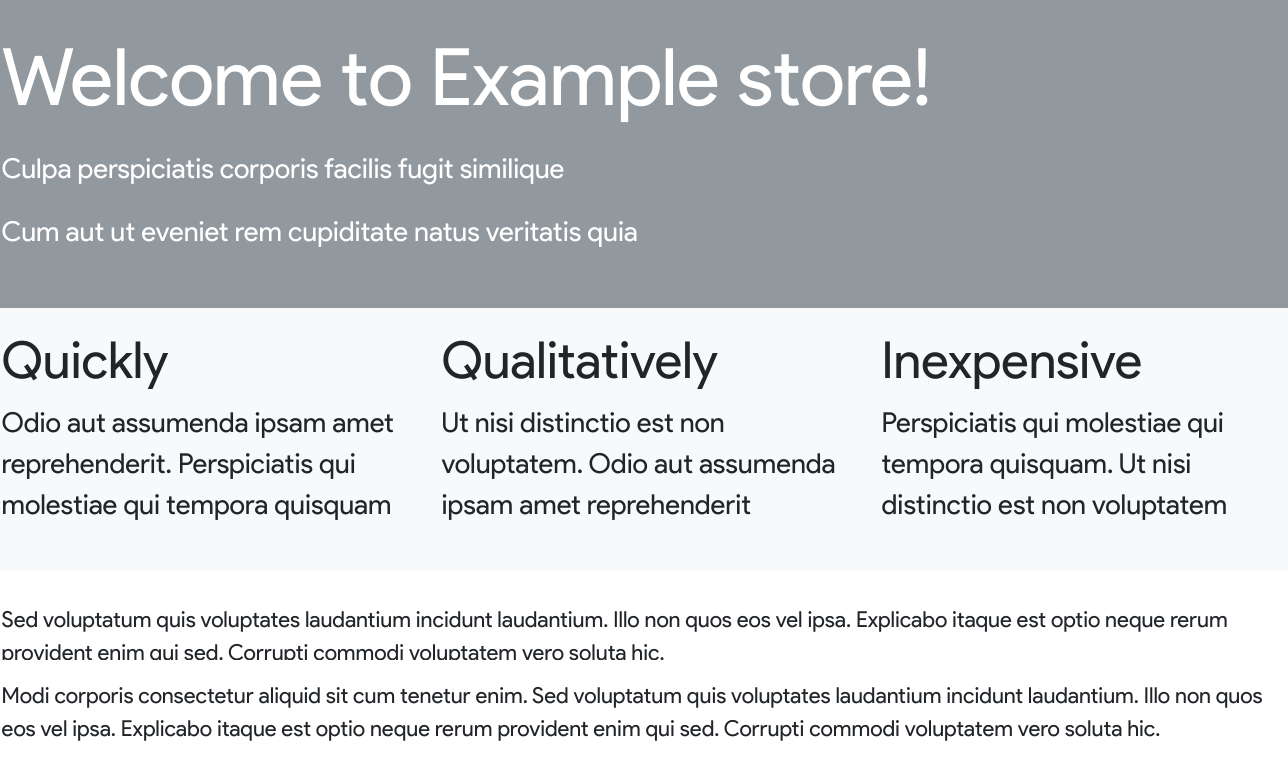 Welcome to Example store!
Culpa perspiciatis corporis facilis fugit similique
Cum aut ut eveniet rem cupiditate natus veritatis quia
Quickly
Odio aut assumenda ipsam amet
reprehenderit. Perspiciatis qui
molestiae qui tempora quisquam
Qualitatively
Ut nisi distinctio est non
voluptatem. Odio aut assumenda
ipsam amet reprehenderit
Inexpensive
Perspiciatis qui molestiae qui
tempora quisquam. Ut nisi
distinctio est non voluptatem
Sed voluptatum quis voluptates laudantium incidunt laudantium. Illo non quos eos vel ipsa. Explicabo itaque est optio neque rerum
provident enim qui sed. Corrupti commodi voluptatem vero soluta hic.
Modi corporis consectetur aliquid sit cum tenetur enim. Sed voluptatum quis voluptates laudantium incidunt laudantium. Illo non quos
eos vel ipsa. Explicabo itaque est optio neque rerum provident enim qui sed. Corrupti commodi voluptatem vero soluta hic.